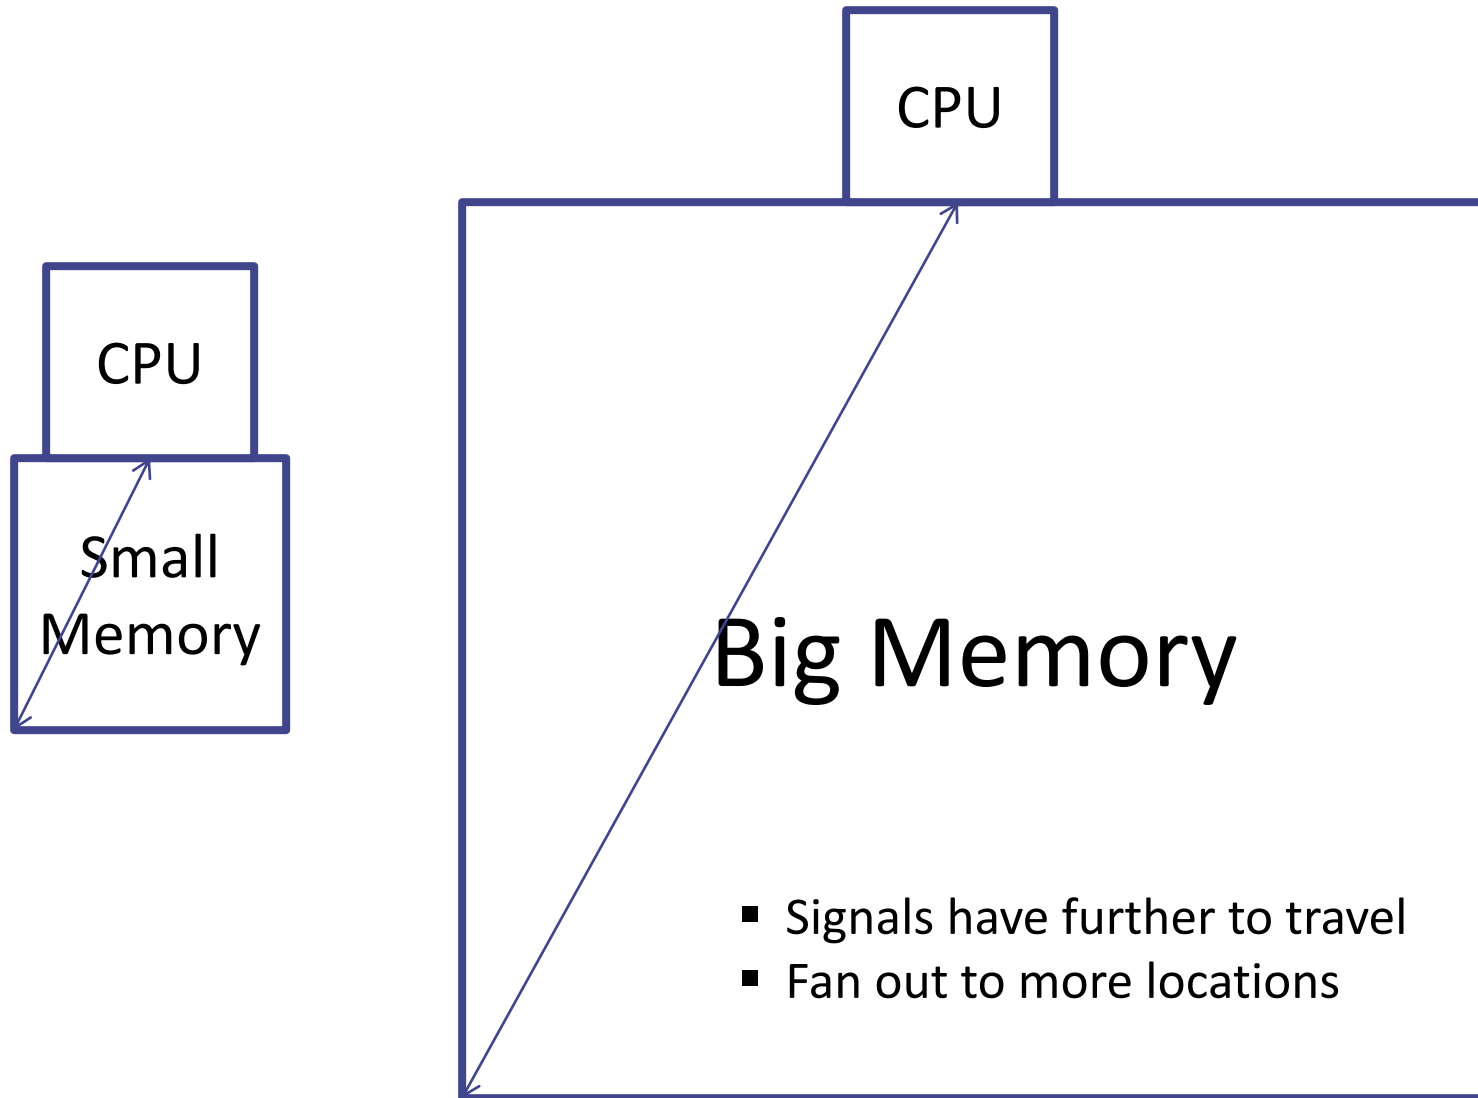 CPU
CPU
Small
Memory
Big Memory
▪ Signals have further to travel
▪ Fan out to more locations